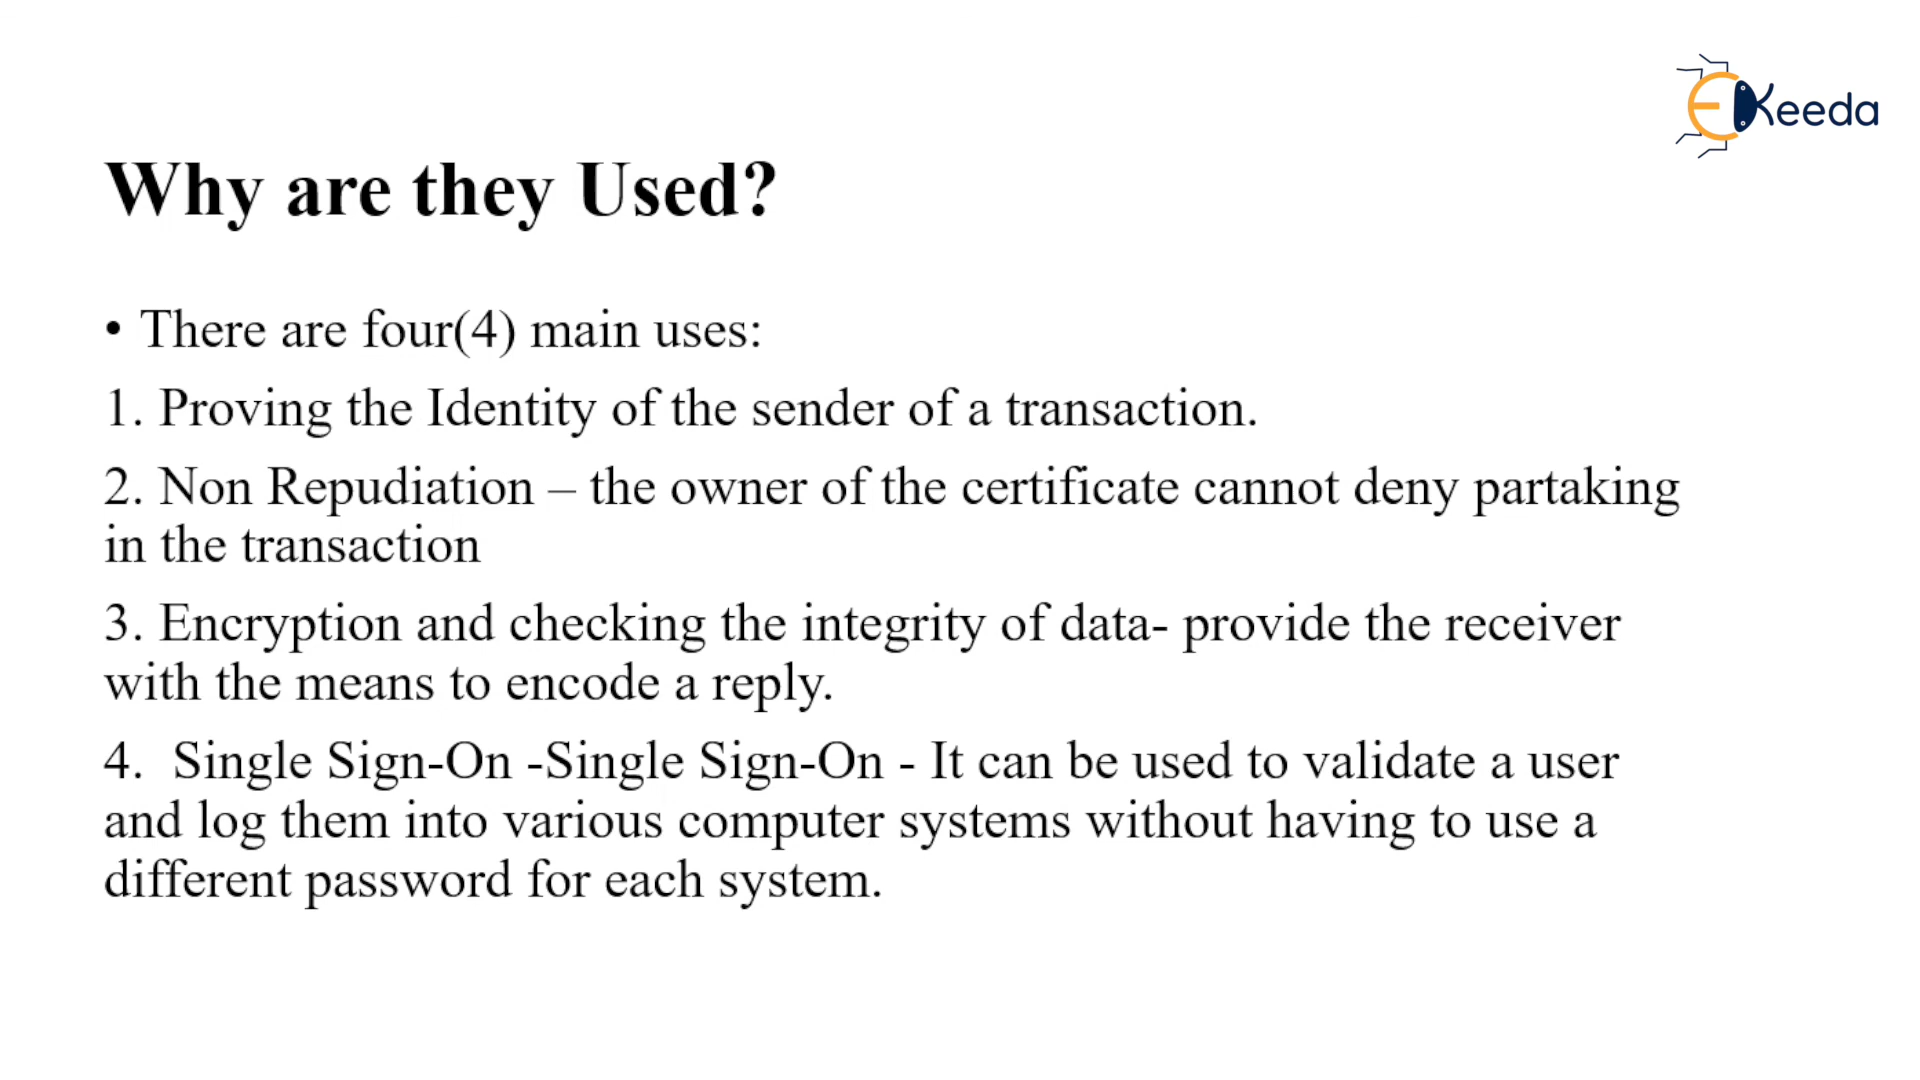 EKeeda
Why are they Used?
• There are four(4) main uses:
1. Proving the Identity of the sender of a transaction.
2. Non Repudiation – the owner of the certificate cannot deny partaking
in the transaction
3. Encryption and checking the integrity of data- provide the receiver
with the means to encode a reply.
4.  Single Sign-On -Single Sign-On - It can be used to validate a user
and log them into various computer systems without having to use a
different password for each system.